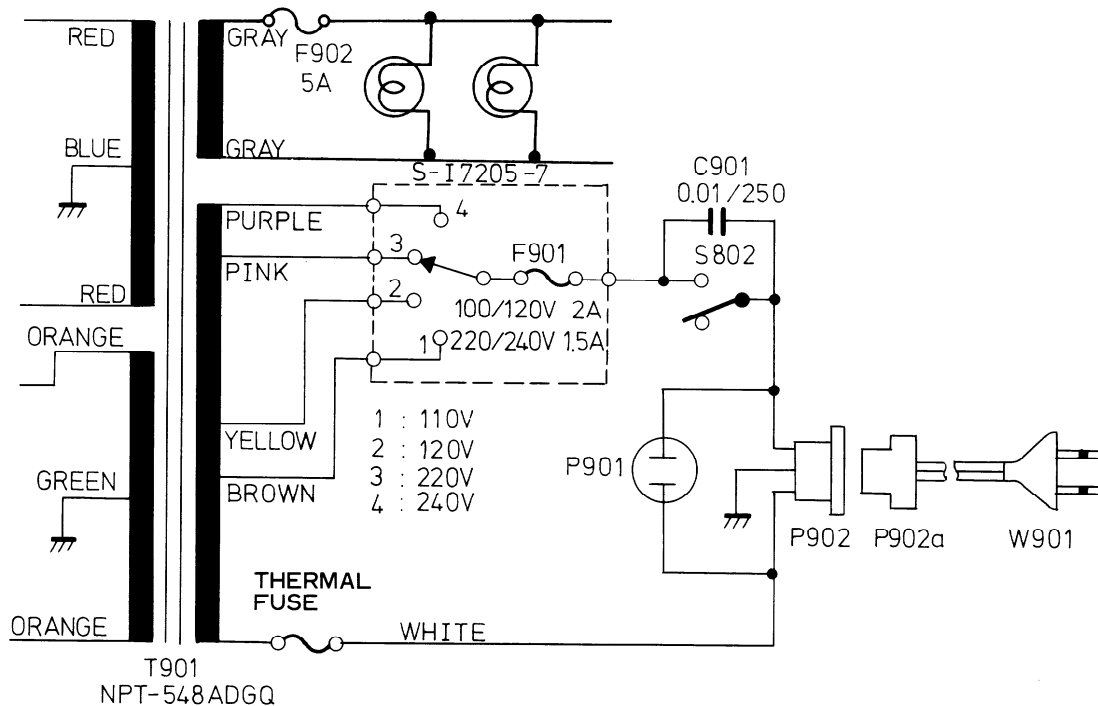 RED
GRAY
F902
5A
BLUE
GRAY
S-I7205-7
C901
0.01/250
PURPLE
4
3
F901
S802
PINK
RED
2
100/120V 2A
ORANGE
1
220/240V 1.5A
1 : 110V
YELLOW
2 : 120V
P901
3 : 220V
GREEN
BROWN
4 : 240V
P902
P902a
W901
THERMAL
FUSE
ORANGE
WHITE
T901
NPT-548ADGQ